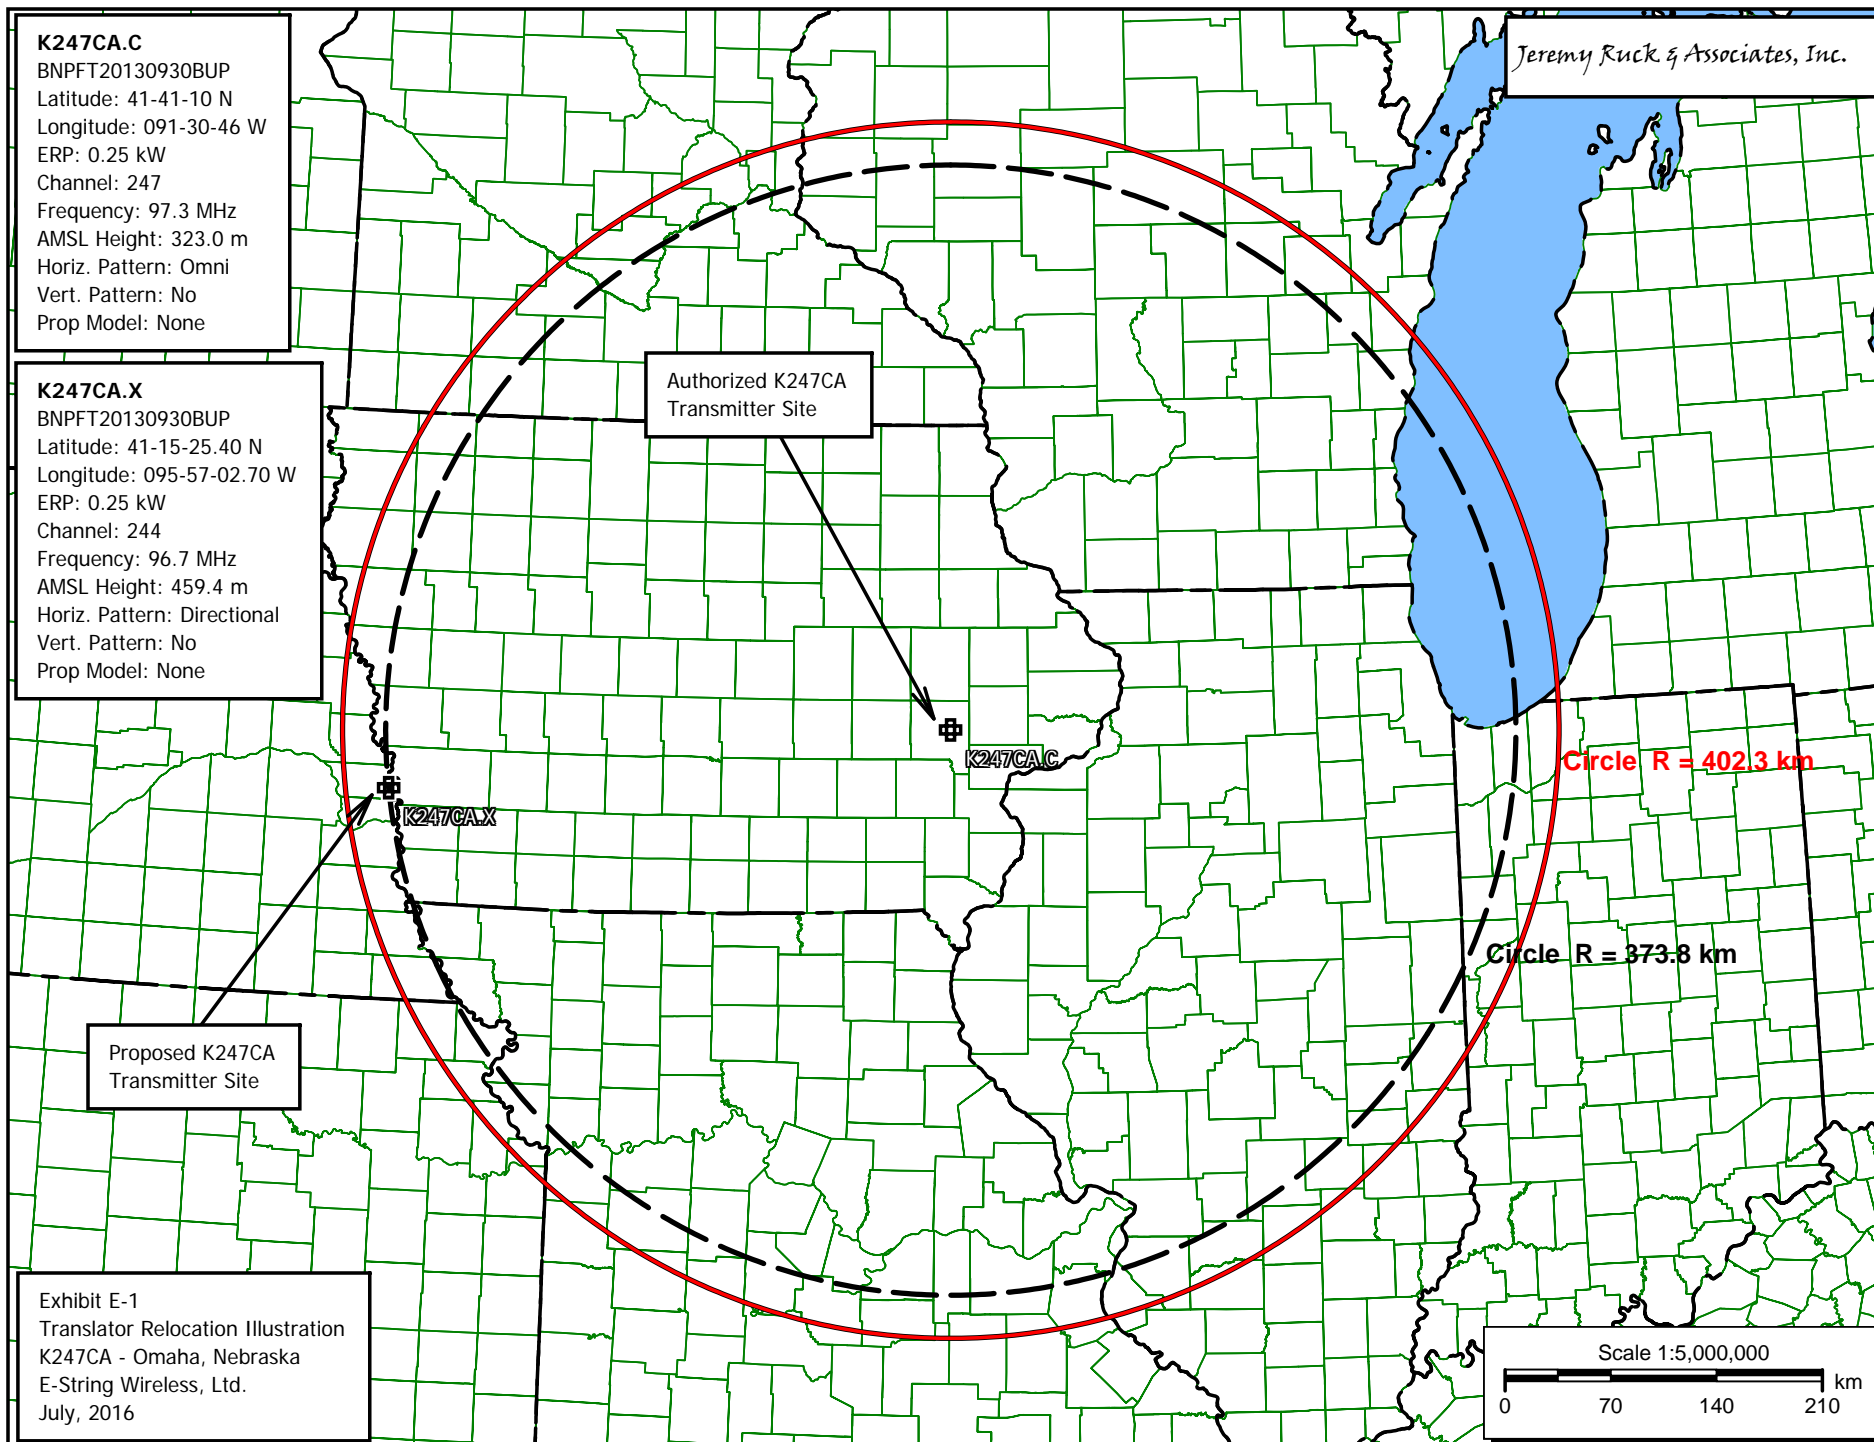 K247CA.C
BNPFT20130930BUP
Latitude: 41-41-10 N
Longitude: 091-30-46 W
ERP: 0.25 kW
Channel: 247
Frequency: 97.3 MHz
AMSL Height: 323.0 m
Horiz. Pattern: Omni
Vert. Pattern: No
Prop Model: None
Jeremy Ruck & Associates, Inc.
K247CA.X
BNPFT20130930BUP
Latitude: 41-15-25.40 N
Longitude: 095-57-02.70 W
ERP: 0.25 kW
Channel: 244
Frequency: 96.7 MHz
AMSL Height: 459.4 m
Horiz. Pattern: Directional
Vert. Pattern: No
Prop Model: None
Authorized K247CA
Transmitter Site
K247CA.C
Circle R = 402.3 km
K247CA.X
Circle R = 373.8 km
Proposed K247CA
Transmitter Site
Exhibit E-1
Translator Relocation Illustration
K247CA - Omaha, Nebraska
E-String Wireless, Ltd.
July, 2016
Scale 1:5,000,000
km
0 70 140 210